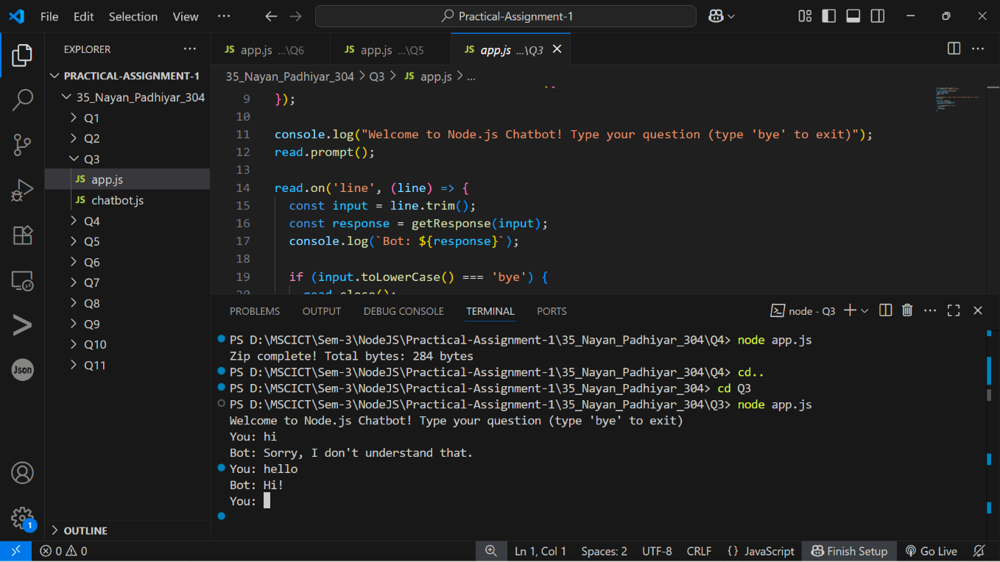 File Edit Selection View ··· Practical-Assignment-1
EXPLORER ···
PRACTICAL-ASSIGNMENT-1
35_Nayan_Padhiyar_304
Q1
Q2
Q3
JS app.js
JS chatbot.js
Q4
Q5
Q6
Q7
Q8
Q9
Q10
Q11
OUTLINE
Json
1
JS app.js ...\Q6 JS app.js ...\Q5 JS app.js ...\Q3
35_Nayan_Padhiyar_304 > Q3 > JS app.js > ...
9 });
10
11 console.log("Welcome to Node.js Chatbot! Type your question (type 'bye' to exit)");
12 read.prompt();
13
14 read.on('line', (line) => {
15 const input = line.trim();
16 const response = getResponse(input);
17 console.log(`Bot: ${response}`);
18
19 if (input.toLowerCase() === 'bye') {
20 read.close();
PROBLEMS OUTPUT DEBUG CONSOLE TERMINAL PORTS node - Q3
PS D:\MSCICT\Sem-3\NodeJS\Practical-Assignment-1\35_Nayan_Padhiyar_304\Q4> node app.js
Zip complete! Total bytes: 284 bytes
PS D:\MSCICT\Sem-3\NodeJS\Practical-Assignment-1\35_Nayan_Padhiyar_304\Q4> cd..
PS D:\MSCICT\Sem-3\NodeJS\Practical-Assignment-1\35_Nayan_Padhiyar_304> cd Q3
PS D:\MSCICT\Sem-3\NodeJS\Practical-Assignment-1\35_Nayan_Padhiyar_304\Q3> node app.js
Welcome to Node.js Chatbot! Type your question (type 'bye' to exit)
You: hi
Bot: Sorry, I don't understand that.
You: hello
Bot: Hi!
You:
0 0 Ln 1, Col 1 Spaces: 2 UTF-8 CRLF {} JavaScript Finish Setup Go Live